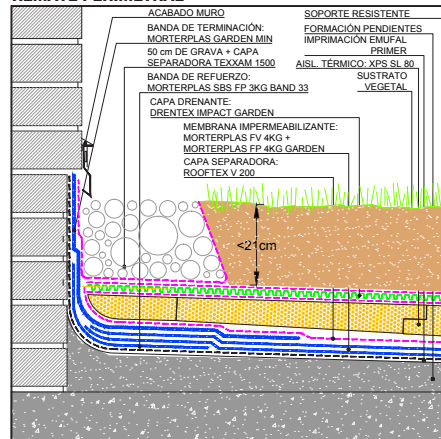 ACABADO MURO
BANDA DE TERMINACIÓN:
MORTERPLAS GARDEN MIN
50 cm DE GRAVA + CAPA
SEPARADORA TEXXAM 1500
BANDA DE REFUERZO:
MORTERPLAS SBS FP 3KG BAND 33
CAPA DRENANTE:
DRENTEX IMPACT GARDEN
MEMBRANA IMPERMEABILIZANTE:
MORTERPLAS FV 4KG +
MORTERPLAS FP 4KG GARDEN
CAPA SEPARADORA:
ROOFTEX V 200
SOPORTE RESISTENTE
FORMACIÓN PENDIENTES
IMPRIMACIÓN EMUFAL
PRIMER
AISL. TÉRMICO: XPS SL 80
SUSTRATO
VEGETAL
<21cm